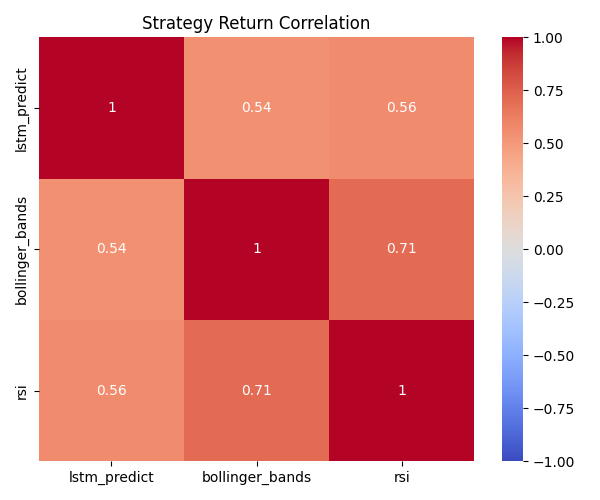 Strategy Return Correlation
lstm_predict
1
0.54
0.56
bollinger_bands
0.54
1
0.71
rsi
0.56
0.71
1
lstm_predict
bollinger_bands
rsi
1.00
0.75
0.50
0.25
0.00
−0.25
−0.50
−0.75
−1.00